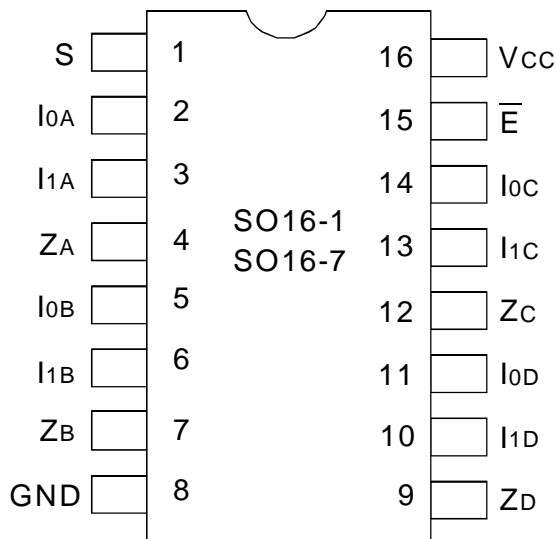 S 1 16 VCC
I0A 2 15 E̅
I1A 3 14 I0C
ZA 4 SO16-1 13 I1C
SO16-7
I0B 5 12 ZC
I1B 6 11 I0D
ZB 7 10 I1D
GND 8 9 ZD